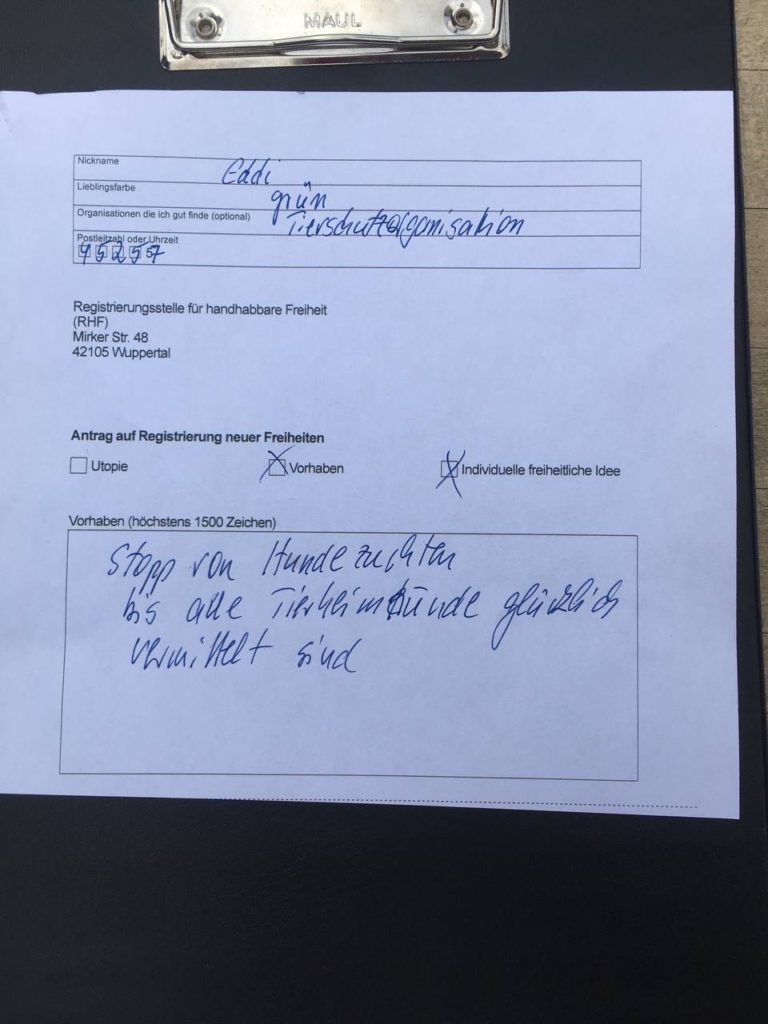 MAUL
Nickname Eddi
Lieblingsfarbe grün
Organisationen die ich gut finde (optional) Tierschutzorganisation
Postleitzahl oder Uhrzeit
45257
Registrierungsstelle für handhabbare Freiheit
(RHF)
Mirker Str. 48
42105 Wuppertal
Antrag auf Registrierung neuer Freiheiten
Utopie Vorhaben Individuelle freiheitliche Idee
Vorhaben (höchstens 1500 Zeichen)
Stopp von Hundezuchten
bis alle Tierheimhunde glücklich
vermittelt sind